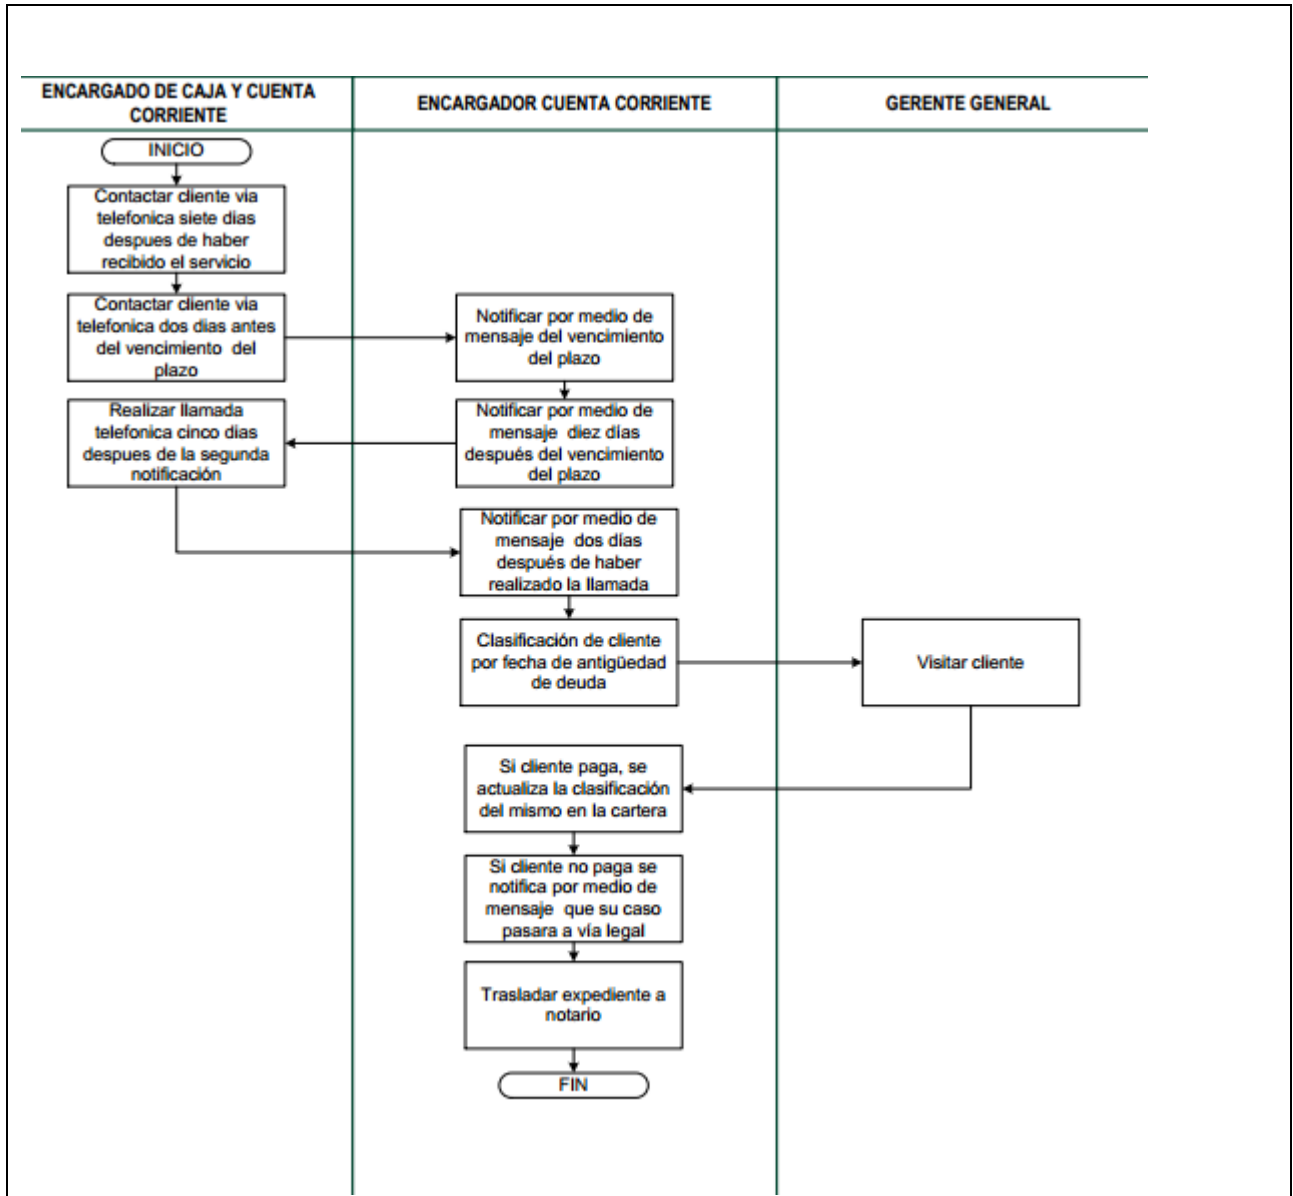 ENCARGADO DE CAJA Y CUENTA
CORRIENTE
ENCARGADOR CUENTA CORRIENTE
GERENTE GENERAL
INICIO
Contactar cliente via
telefonica siete dias
despues de haber
recibido el servicio
Contactar cliente via
telefonica dos dias antes
del vencimiento del
plazo
Notificar por medio de
mensaje del vencimiento
del plazo
Notificar por medio de
mensaje diez días
después del vencimiento
del plazo
Realizar llamada
telefonica cinco dias
despues de la segunda
notificación
Notificar por medio de
mensaje dos días
después de haber
realizado la llamada
Clasificación de cliente
por fecha de antigüedad
de deuda
Visitar cliente
Si cliente paga, se
actualiza la clasificación
del mismo en la cartera
Si cliente no paga se
notifica por medio de
mensaje que su caso
pasara a vía legal
Trasladar expediente a
notario
FIN